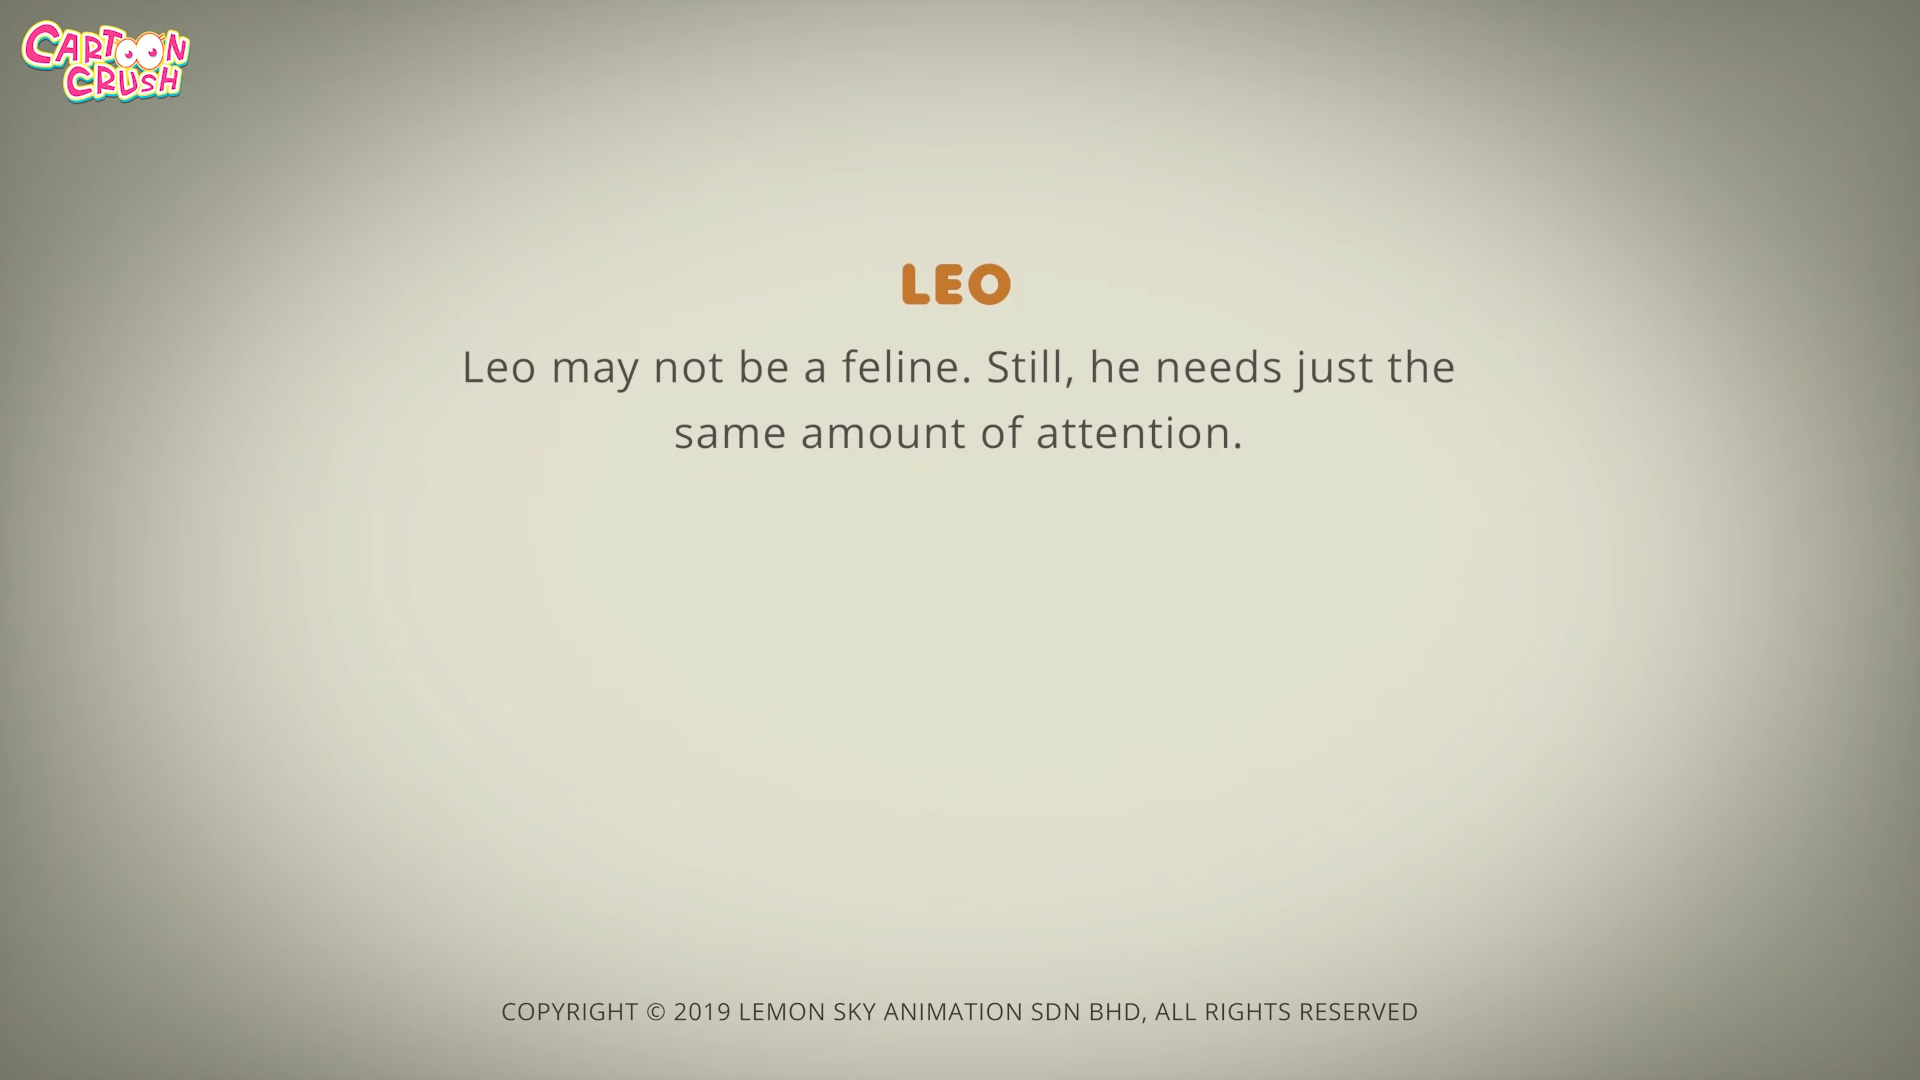 CARTOON
CRUSH
LEO
Leo may not be a feline. Still, he needs just the
same amount of attention.
COPYRIGHT © 2019 LEMON SKY ANIMATION SDN BHD, ALL RIGHTS RESERVED